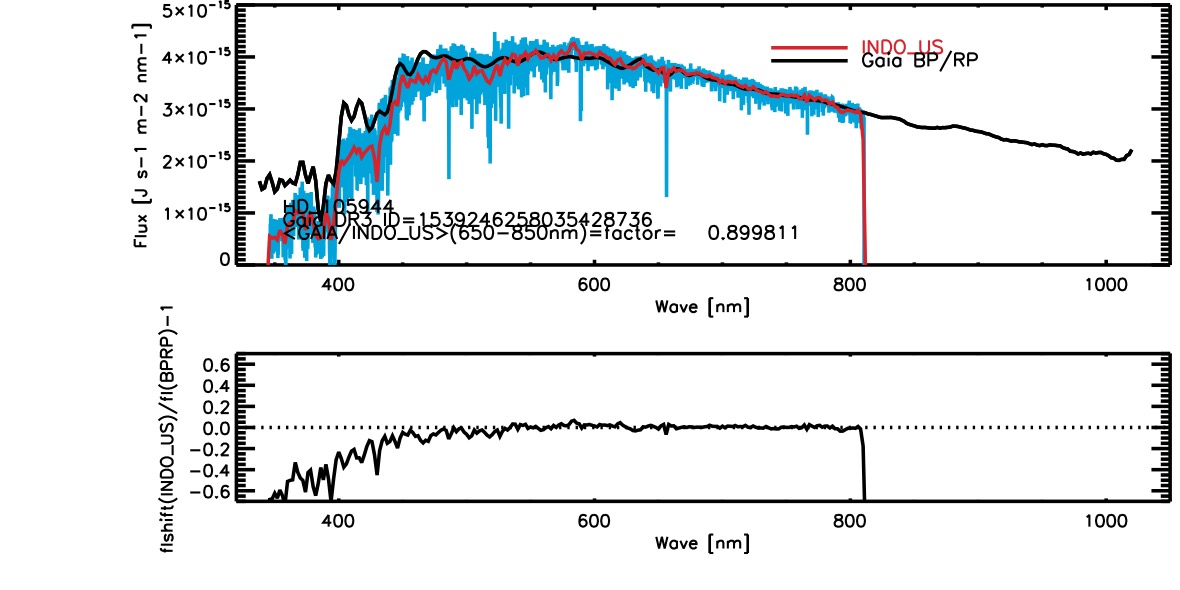 5×10-15
4×10-15
3×10-15
2×10-15
1×10-15
0
Flux [J s-1 m-2 nm-1]
INDO_US
Gaia BP/RP
HD_105944
Gaia DR3 ID=1539246258035428736
<GAIA/INDO_US>(650-850nm)=factor= 0.899811
400 600 800 1000
Wave [nm]
flshift(INDO_US)/fl(BPRP)-1
0.6
0.4
0.2
0.0
-0.2
-0.4
-0.6
400 600 800 1000
Wave [nm]